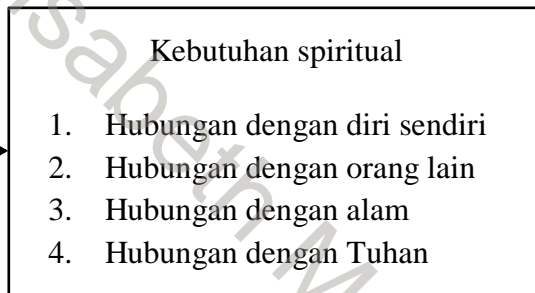 Kebutuhan spiritual
1. Hubungan dengan diri sendiri
2. Hubungan dengan orang lain
3. Hubungan dengan alam
4. Hubungan dengan Tuhan